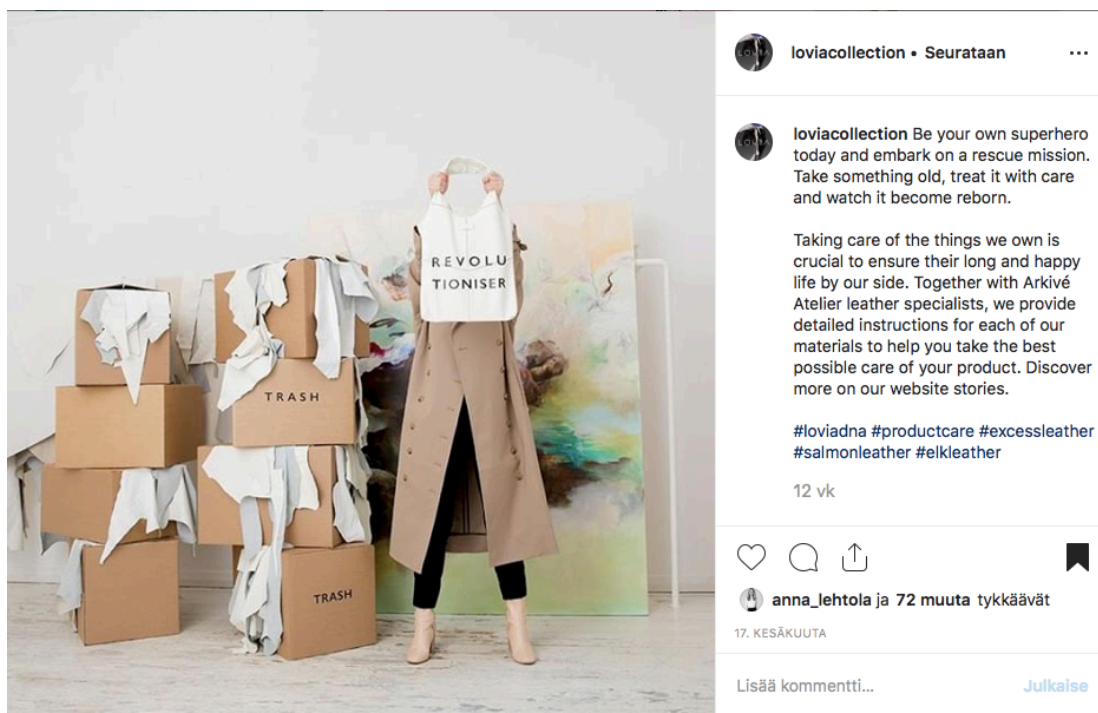 REVOLU
TIONISER
TRASH
TRASH
LOVIA
loviacollection • Seurataan
LOVIA
loviacollection Be your own superhero
today and embark on a rescue mission.
Take something old, treat it with care
and watch it become reborn.
Taking care of the things we own is
crucial to ensure their long and happy
life by our side. Together with Arkivé
Atelier leather specialists, we provide
detailed instructions for each of our
materials to help you take the best
possible care of your product. Discover
more on our website stories.
#loviadna #productcare #excessleather
#salmonleather #elkleather
12 vk
anna_lehtola ja 72 muuta tykkäävät
17. KESÄKUUTA
Lisää kommentti...
Julkaise